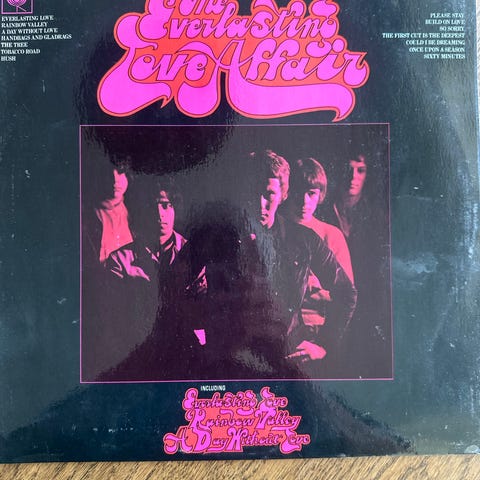 The
Everlasting
Love Affair
EVERLASTING LOVE
RAINBOW VALLEY
A DAY WITHOUT LOVE
HANDBAGS AND GLADRAGS
THE TREE
TOBACCO ROAD
HUSH
PLEASE STAY
BUILD ON LOVE
SO SORRY
THE FIRST CUT IS THE DEEPEST
COULD I BE DREAMING
ONCE UPON A SEASON
SIXTY MINUTES
INCLUDING
Everlasting Love
Rainbow Valley
A Day Without Love